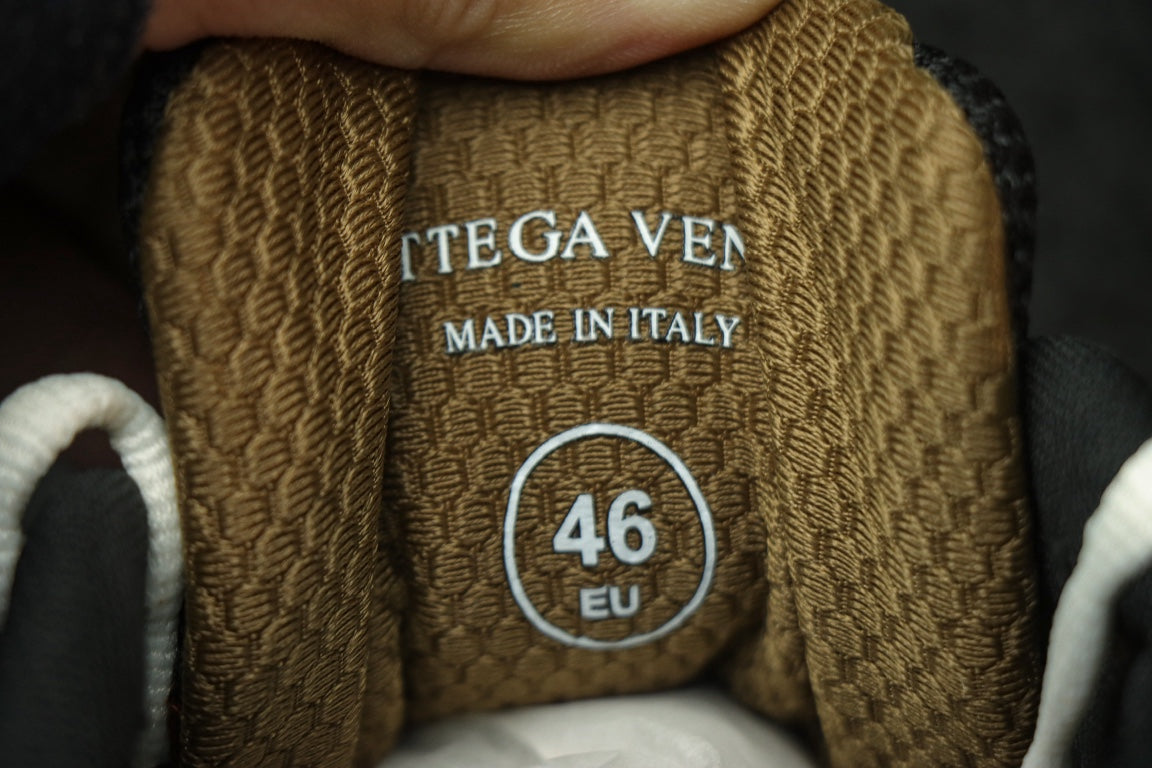 TTEGA VEN
MADE IN ITALY
46
EU